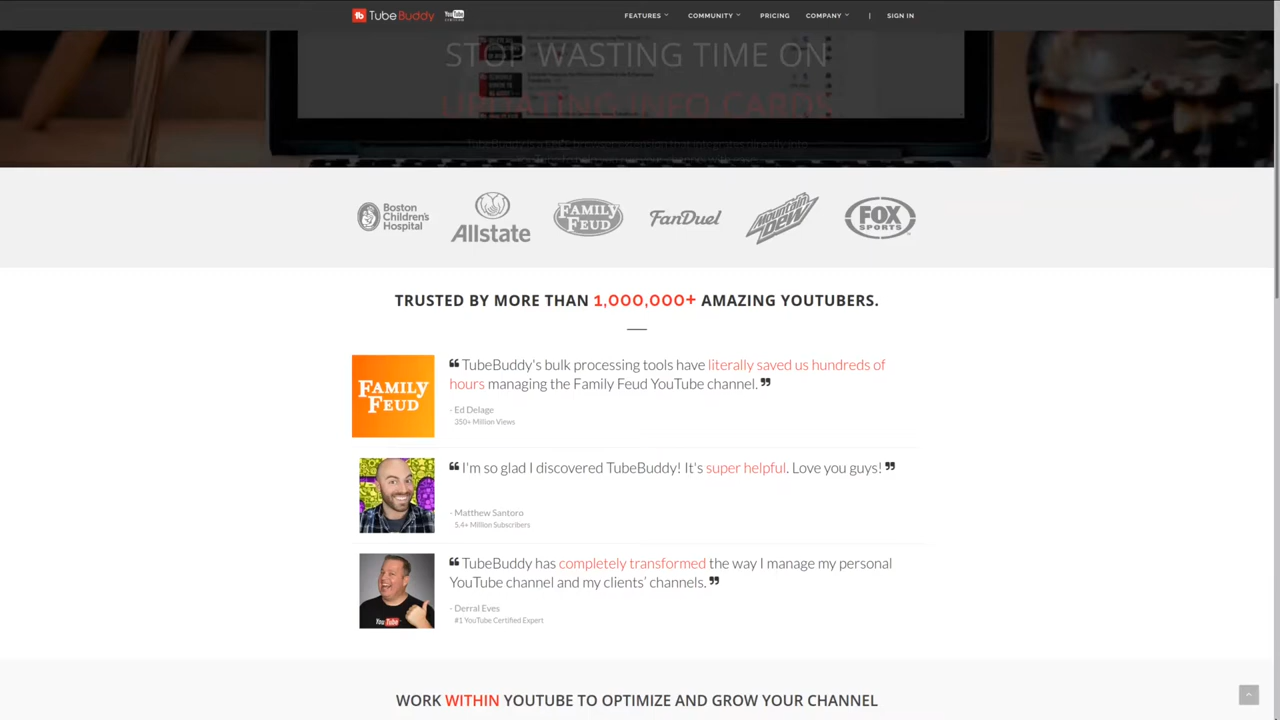 TubeBuddy YouTube
FEATURES COMMUNITY PRICING COMPANY | SIGN IN
STOP WASTING TIME ON
UPDATING INFO CARDS
Boston Children's Hospital
Allstate
FAMILY FEUD
FanDuel
Mountain Dew
FOX SPORTS
TRUSTED BY MORE THAN 1,000,000+ AMAZING YOUTUBERS.
FAMILY FEUD
❝ TubeBuddy's bulk processing tools have literally saved us hundreds of
hours managing the Family Feud YouTube channel. ❞
- Ed Delage
350+ Million Views
❝ I'm so glad I discovered TubeBuddy! It's super helpful. Love you guys! ❞
- Matthew Santoro
5.4+ Million Subscribers
❝ TubeBuddy has completely transformed the way I manage my personal
YouTube channel and my clients' channels. ❞
- Derral Eves
#1 YouTube Certified Expert
YouTube
WORK WITHIN YOUTUBE TO OPTIMIZE AND GROW YOUR CHANNEL